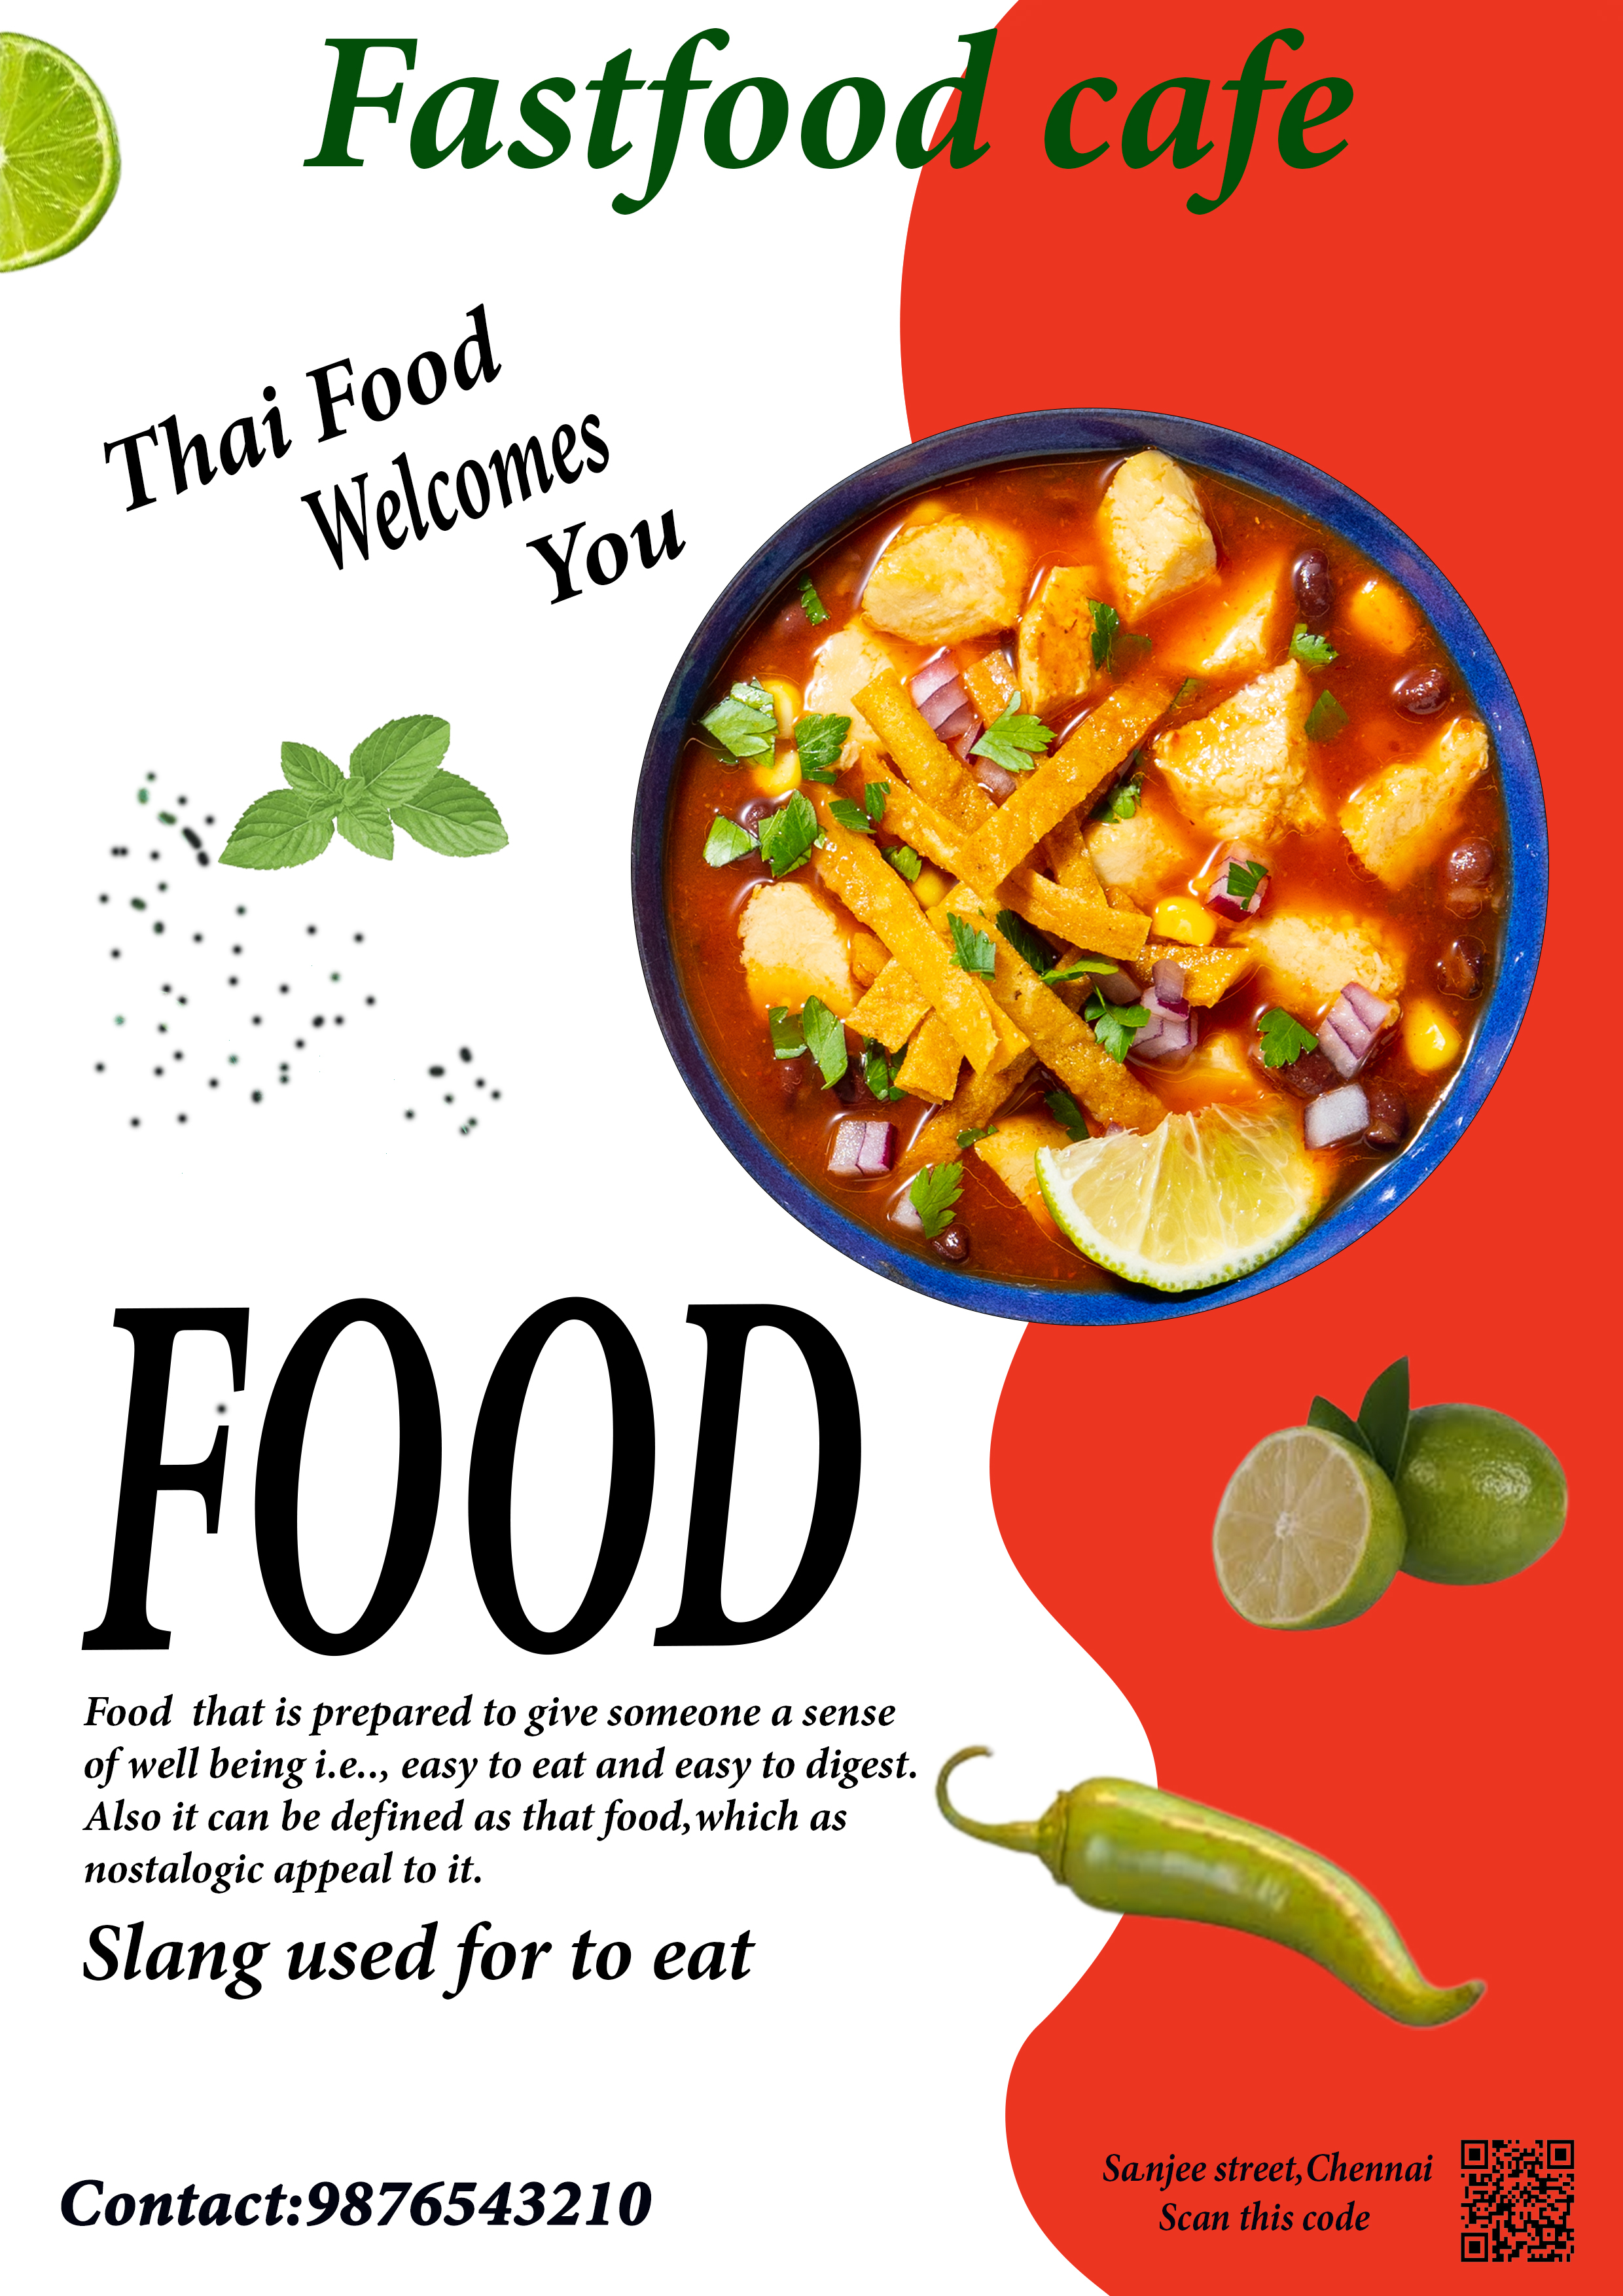 Fastfood cafe
Thai Food
Welcomes
You
FOOD
Food  that is prepared to give someone a sense
of well being i.e.., easy to eat and easy to digest.
Also it can be defined as that food,which as
nostalogic appeal to it.
Slang used for to eat
Contact:9876543210
Sanjee street,Chennai
Scan this code